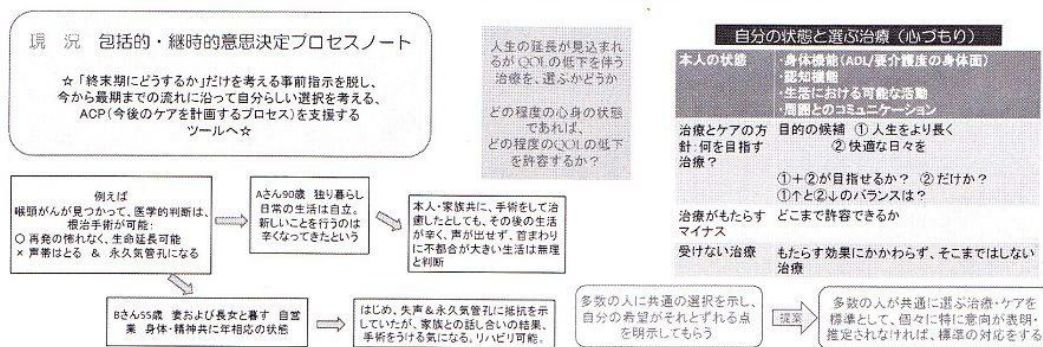 現 況 包括的・継時的意思決定プロセスノート
☆「終末期にどうするか」だけを考える事前指示を脱し、
今から最期までの流れに沿って自分らしい選択を考える、
ACP(今後のケアを計画するプロセス)を支援する
ツールへ☆
人生の延長が見込まれ
るがQOLの低下を伴う
治療を、選ぶかどうか
どの程度の心身の状態
であれば、
どの程度のQOLの低下
を許容するか?
例えば
喉頭がんが見つかって、医学的判断は、
根治手術が可能:
○ 再発の怖れなく、生命延長可能
× 声帯はとる & 永久気管孔になる
Aさん90歳 独り暮らし
日常の生活は自立。
新しいことを行うのは
辛くなってきたという
本人・家族共に、手術をして治
癒したとしても、その後の生活
が辛く、声が出せず、首まわり
に不都合が大きい生活は無理
と判断
Bさん55歳 妻および長女と暮す 自営
業 身体・精神共に年相応の状態
はじめ、失声&永久気管孔に抵抗を示
していたが、家族との話し合いの結果、
手術をうける気になる。リハビリ可能。
自分の状態と選ぶ治療(心づもり)
本人の状態
・身体機能(ADL/要介護度の身体面)
・認知機能
・生活における可能な活動
・周囲とのコミュニケーション
治療とケアの方
針:何を目指す
治療?
目的の候補 ① 人生をより長く
② 快適な日々を
①+②が目指せるか? ②だけか?
①↑と②↓のバランスは?
治療がもたらす
マイナス
どこまで許容できるか
受けない治療
もたらす効果にかかわらず、そこまではしない
治療
多数の人に共通の選択を示し、
自分の希望がそれとずれる点
を明示してもらう
提案
多数の人が共通に選ぶ治療・ケアを
標準として、個々に特に意向が表明・
推定されなければ、標準の対応をする